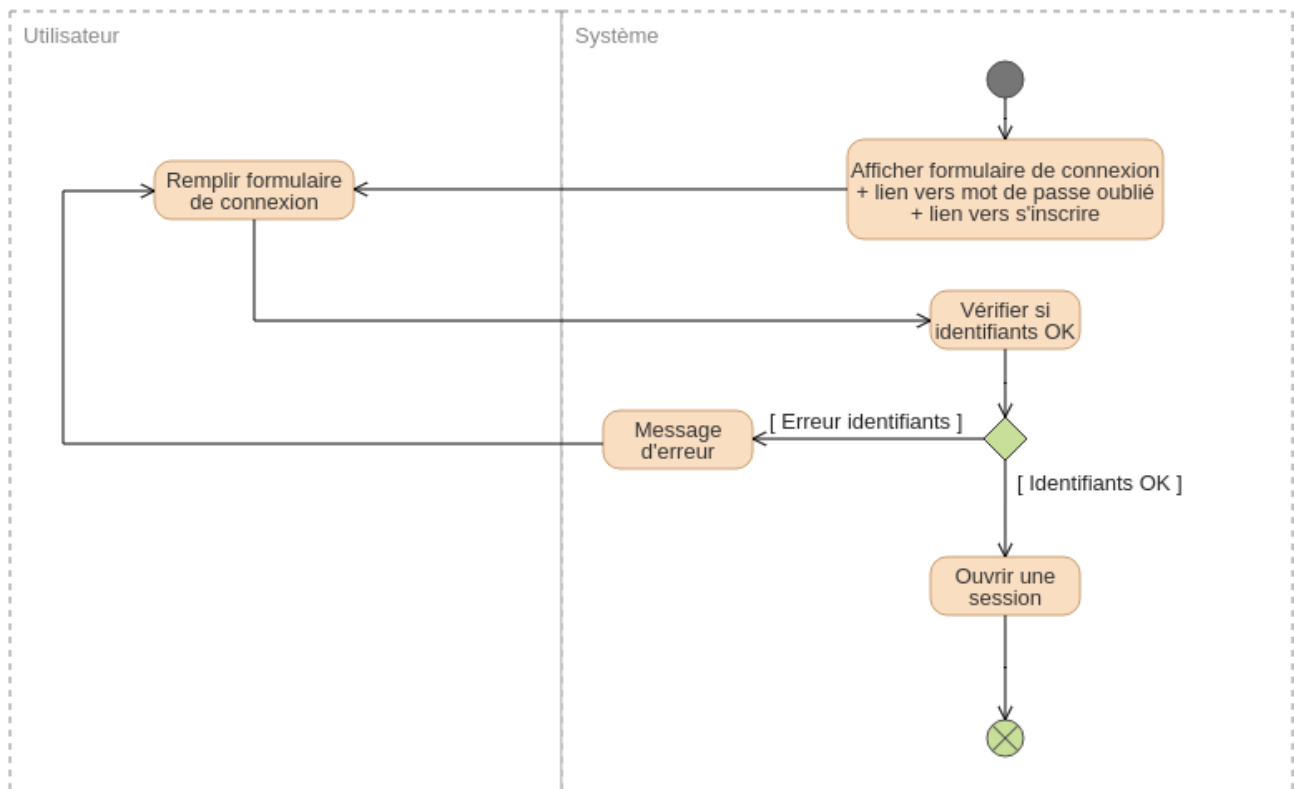 Utilisateur
Système
Afficher formulaire de connexion
+ lien vers mot de passe oublié
+ lien vers s'inscrire
Remplir formulaire
de connexion
Vérifier si
identifiants OK
[ Erreur identifiants ]
Message
d'erreur
[ Identifiants OK ]
Ouvrir une
session